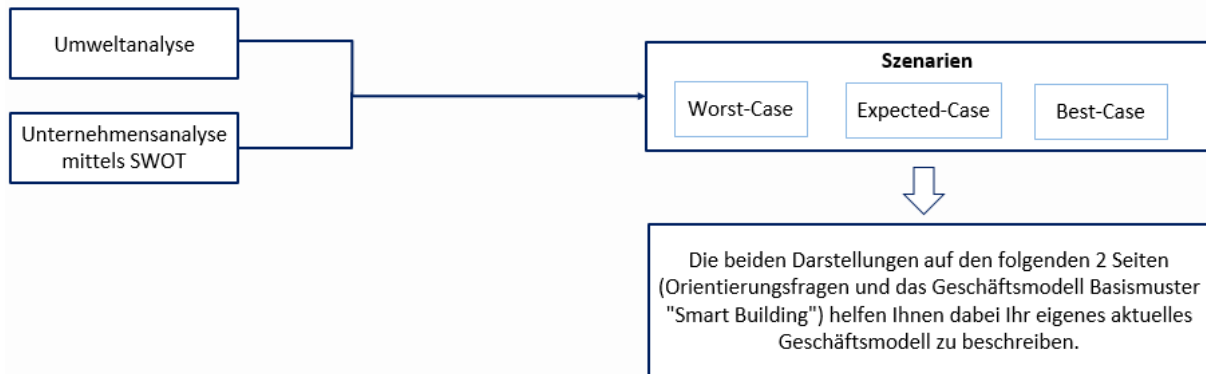 Umweltanalyse
Unternehmensanalyse
mittels SWOT
Szenarien
Worst-Case
Expected-Case
Best-Case
Die beiden Darstellungen auf den folgenden 2 Seiten
(Orientierungsfragen und das Geschäftsmodell Basismuster
"Smart Building") helfen Ihnen dabei Ihr eigenes aktuelles
Geschäftsmodell zu beschreiben.